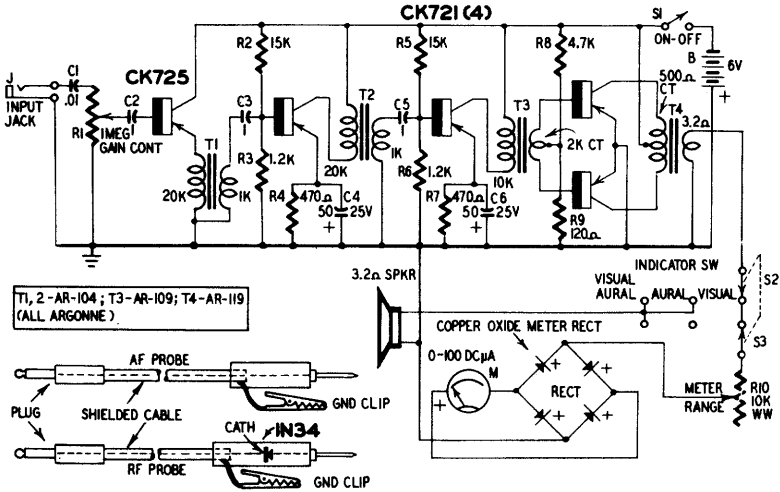 CK721 (4)
CK725
J
INPUT
JACK
C1
.01
R1
1MEG
GAIN CONT
C2
1
T1
20K
1K
R2
15K
C3
1
R3
1.2K
R4
470Ω
50
C4
25V
+
20K
T2
1K
R5
15K
C5
1
R6
1.2K
R7
470Ω
50
C6
25V
+
10K
T3
2K CT
R8
4.7K
R9
120Ω
S1
ON-OFF
B
6V
+
500Ω
CT
T4
3.2Ω
3.2Ω SPKR
INDICATOR SW
VISUAL
AURAL
AURAL
VISUAL
S2
S3
T1, 2-AR-104; T3-AR-109; T4-AR-119
(ALL ARGONNE)
COPPER OXIDE METER RECT
0-100 DCμA
M
+
RECT
METER
RANGE
R10
10K
WW
AF PROBE
PLUG
SHIELDED CABLE
GND CLIP
CATH
IN34
RF PROBE
GND CLIP